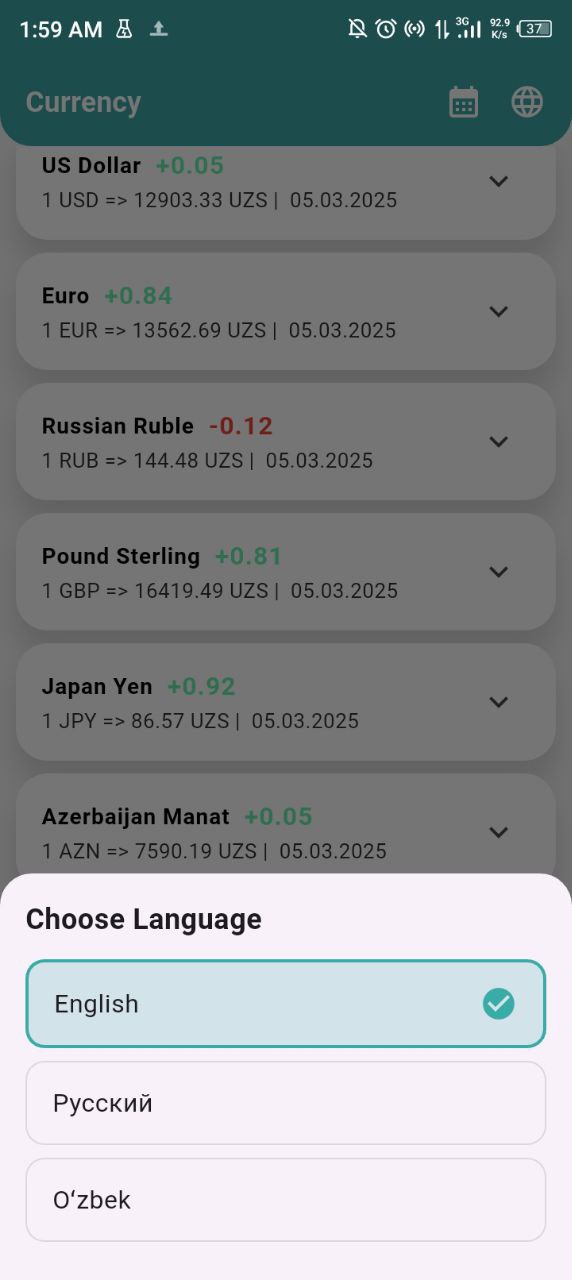 1:59 AM 3G 92.9 K/s 37
Currency
US Dollar +0.05
1 USD => 12903.33 UZS | 05.03.2025
Euro +0.84
1 EUR => 13562.69 UZS | 05.03.2025
Russian Ruble -0.12
1 RUB => 144.48 UZS | 05.03.2025
Pound Sterling +0.81
1 GBP => 16419.49 UZS | 05.03.2025
Japan Yen +0.92
1 JPY => 86.57 UZS | 05.03.2025
Azerbaijan Manat +0.05
1 AZN => 7590.19 UZS | 05.03.2025
Choose Language
English
Русский
Oʻzbek